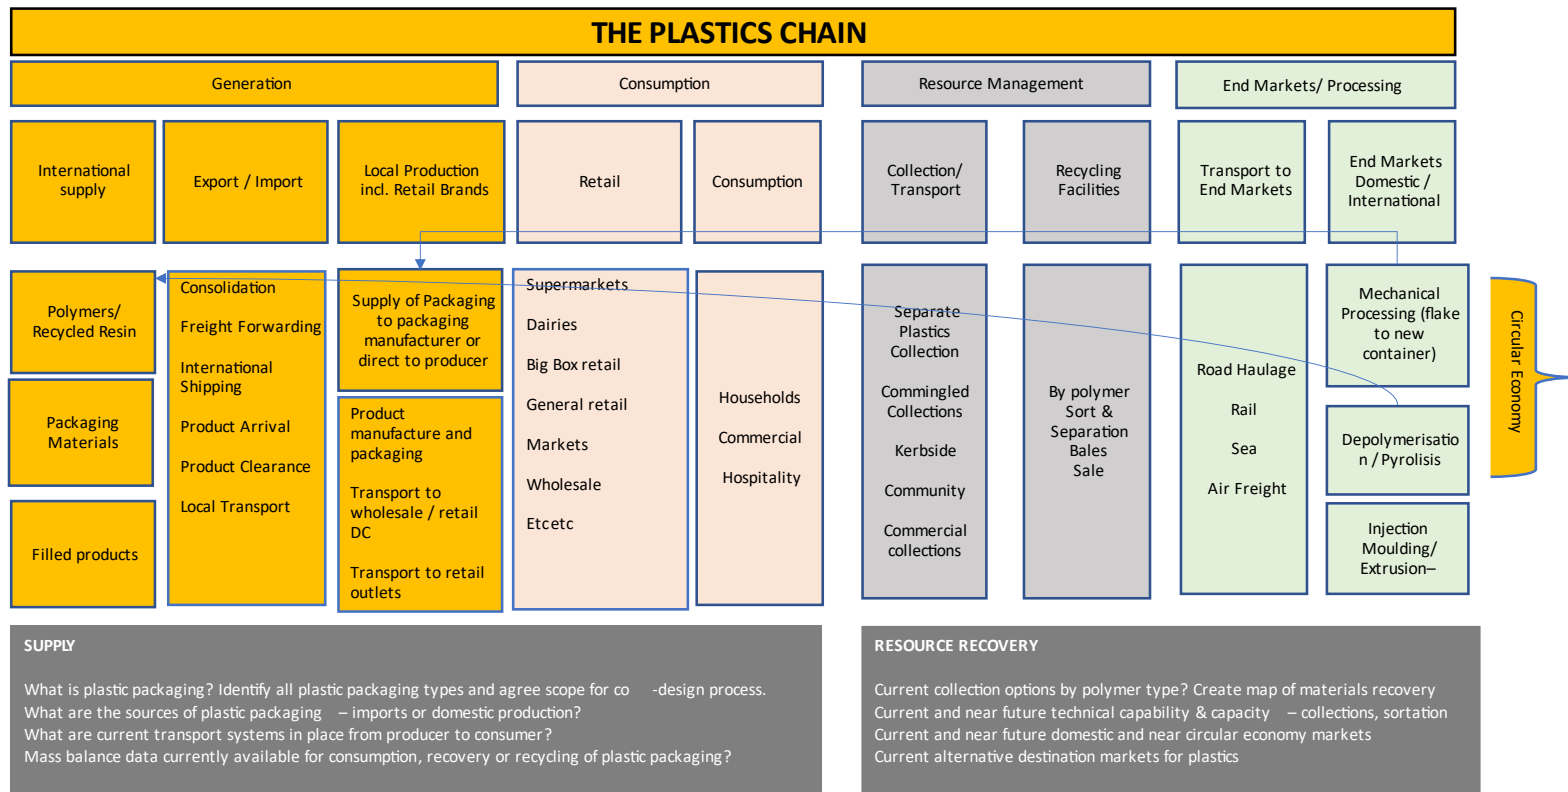 THE PLASTICS CHAIN
Generation
Consumption
Resource Management
End Markets/ Processing
International
supply
Export / Import
Local Production
incl. Retail Brands
Retail
Consumption
Collection/
Transport
Recycling
Facilities
Transport to
End Markets
End Markets
Domestic /
International
Polymers/
Recycled Resin
Packaging
Materials
Filled products
Consolidation
Freight Forwarding
International
Shipping
Product Arrival
Product Clearance
Local Transport
Supply of Packaging
to packaging
manufacturer or
direct to producer
Product
manufacture and
packaging
Transport to
wholesale / retail
DC
Transport to retail
outlets
Supermarkets
Dairies
Big Box retail
General retail
Markets
Wholesale
Etcetc
Households
Commercial
Hospitality
Separate
Plastics
Collection
Commingled
Collections
Kerbside
Community
Commercial
collections
By polymer
Sort &
Separation
Bales
Sale
Road Haulage
Rail
Sea
Air Freight
Mechanical
Processing (flake
to new
container)
Depolymerisatio
n / Pyrolisis
Injection
Moulding/
Extrusion–
Circular Economy
SUPPLY
What is plastic packaging? Identify all plastic packaging types and agree scope for co -design process.
What are the sources of plastic packaging – imports or domestic production?
What are current transport systems in place from producer to consumer?
Mass balance data currently available for consumption, recovery or recycling of plastic packaging?
RESOURCE RECOVERY
Current collection options by polymer type? Create map of materials recovery
Current and near future technical capability & capacity – collections, sortation
Current and near future domestic and near circular economy markets
Current alternative destination markets for plastics